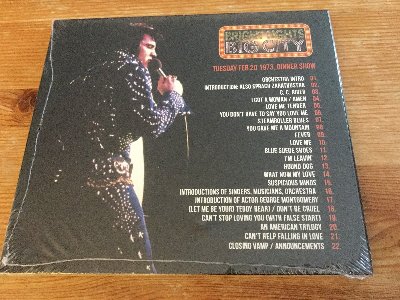 BRIGHT LIGHTS
BIG CITY
TUESDAY FEB 20 1973, DINNER SHOW
ORCHESTRA INTRO 01.
INTRODUCTION: ALSO SPRACH ZARATHUSTRA 02.
C. C. RIDER 03.
I GOT A WOMAN / AMEN 04.
LOVE ME TENDER 05.
YOU DON'T HAVE TO SAY YOU LOVE ME 06.
STEAMROLLER BLUES 07.
YOU GAVE ME A MOUNTAIN 08.
FEVER 09.
LOVE ME 10.
BLUE SUEDE SHOES 11.
I'M LEAVIN' 12.
HOUND DOG 13.
WHAT NOW MY LOVE 14.
SUSPICIOUS MINDS 15.
INTRODUCTIONS OF SINGERS, MUSICIANS, ORCHESTRA 16.
INTRODUCTION OF ACTOR GEORGE MONTGOMERY 17.
(LET ME BE YOUR) TEDDY BEAR / DON'T BE CRUEL 18.
CAN'T STOP LOVING YOU (WITH FALSE START) 19.
AN AMERICAN TRILOGY 20.
CAN'T HELP FALLING IN LOVE 21.
CLOSING VAMP / ANNOUNCEMENTS 22.